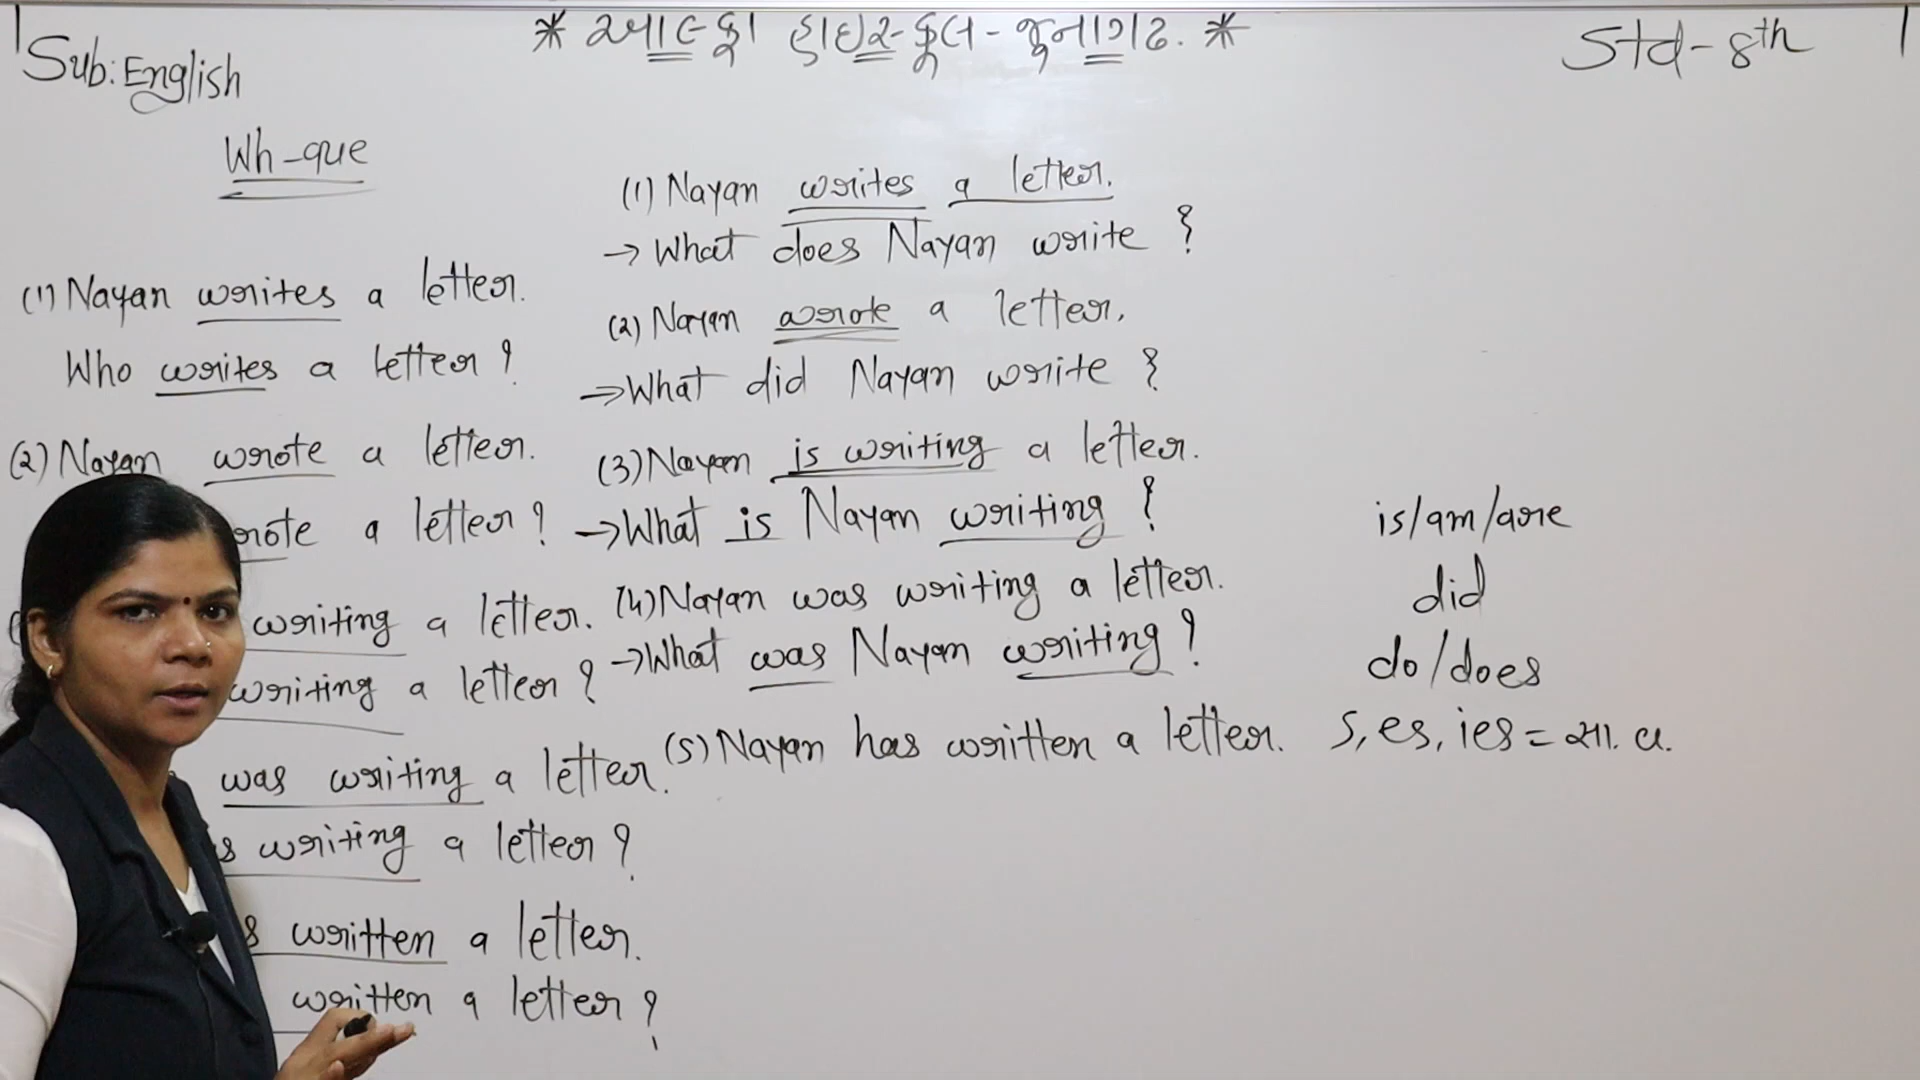 * આલ્ફા હાઇસ્કૂલ - જુનાગઢ. *
Sub: English
Std - 8th
Wh-que
(1) Nayan writes a letter.
Who writes a letter?
(2) Nayan wrote a letter.
a letter?
writing a letter.
writing a letter?
was writing a letter.
writing a letter?
written a letter.
written a letter?
(1) Nayan writes a letter.
→ What does Nayan write?
(2) Nayan wrote a letter.
→ What did Nayan write?
(3) Nayan is writing a letter.
→ What is Nayan writing?
(4) Nayan was writing a letter.
→ What was Nayan writing?
(5) Nayan has written a letter.
is/am/are
did
do/does
s, es, ies = સા. વ.